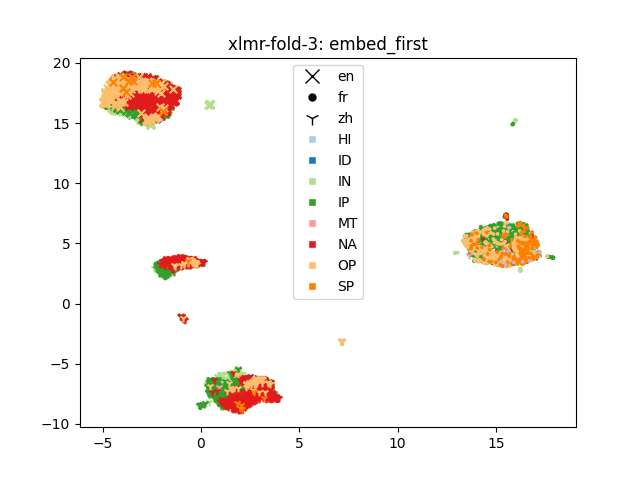 xlmr-fold-3: embed_first
en
fr
zh
HI
ID
IN
IP
MT
NA
OP
SP
20
15
10
5
0
−5
−10
−5 0 5 10 15